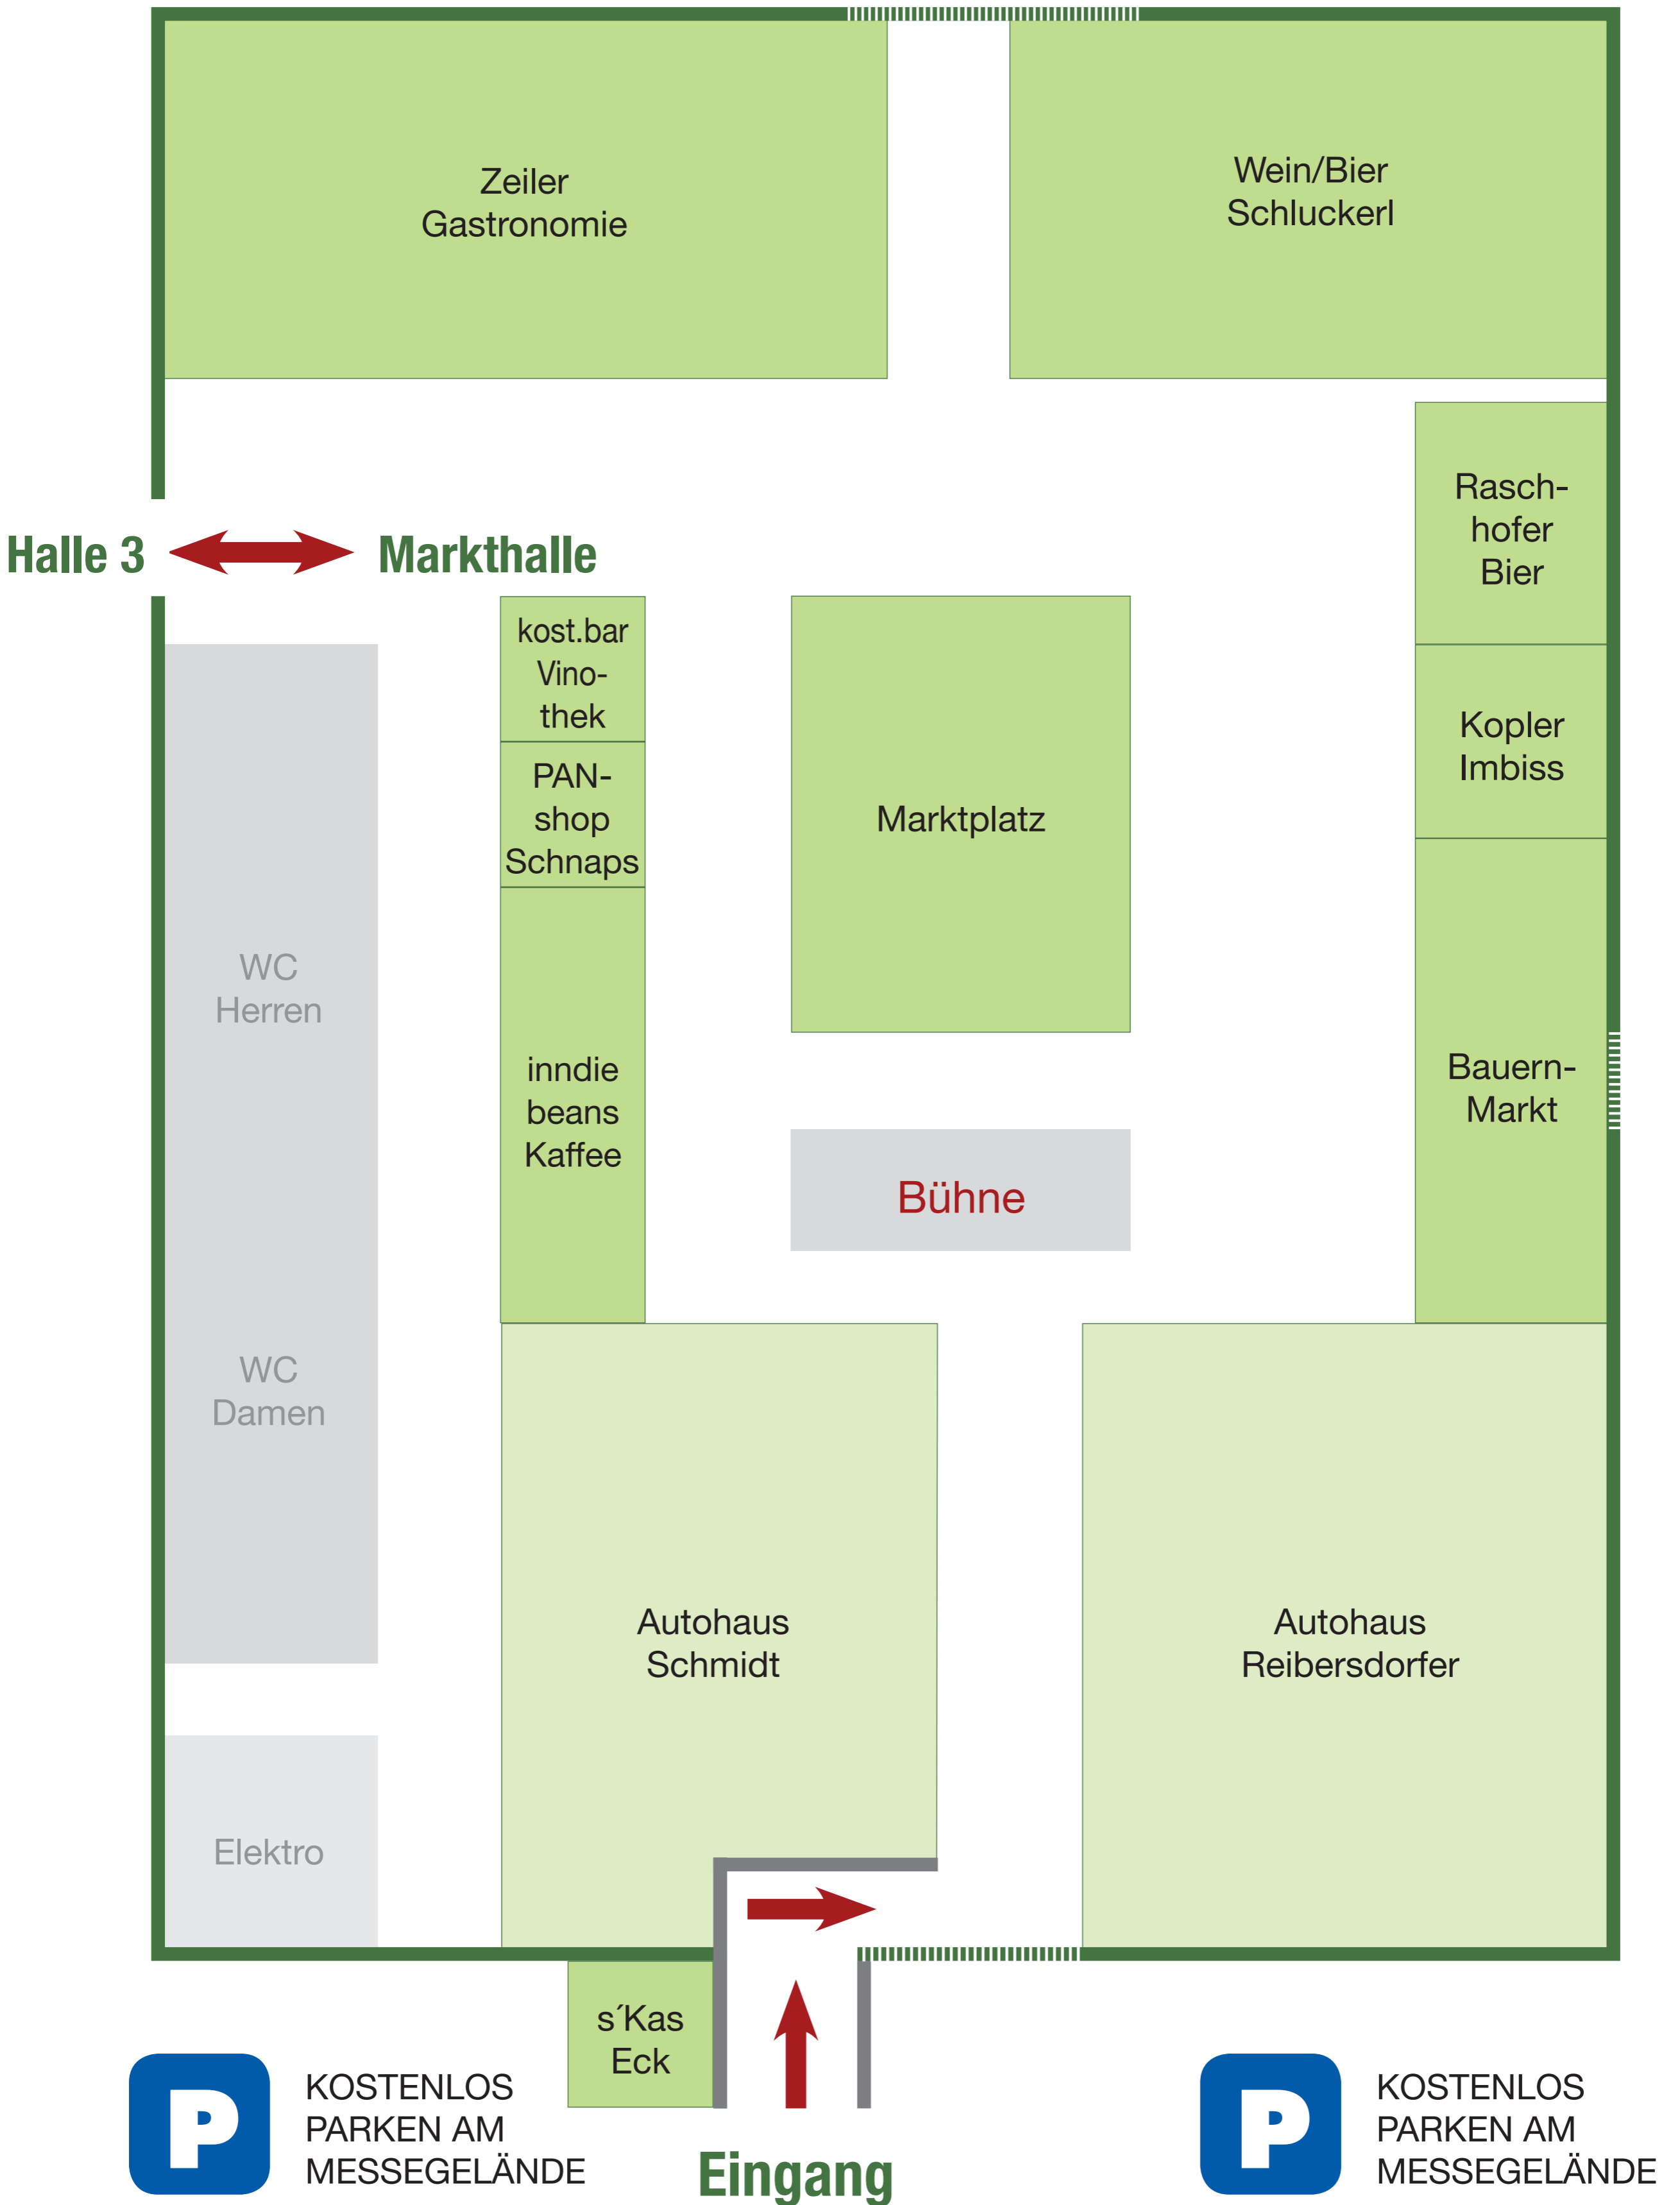 Zeiler
Gastronomie
Wein/Bier
Schluckerl
Rasch-
hofer
Bier
Halle 3
Markthalle
kost.bar
Vino-
thek
PAN-
shop
Schnaps
Kopler
Imbiss
Marktplatz
WC
Herren
inndie
beans
Kaffee
Bauern-
Markt
Bühne
WC
Damen
Autohaus
Schmidt
Autohaus
Reibersdorfer
Elektro
s´Kas
Eck
P
KOSTENLOS
PARKEN AM
MESSEGELÄNDE
Eingang
P
KOSTENLOS
PARKEN AM
MESSEGELÄNDE